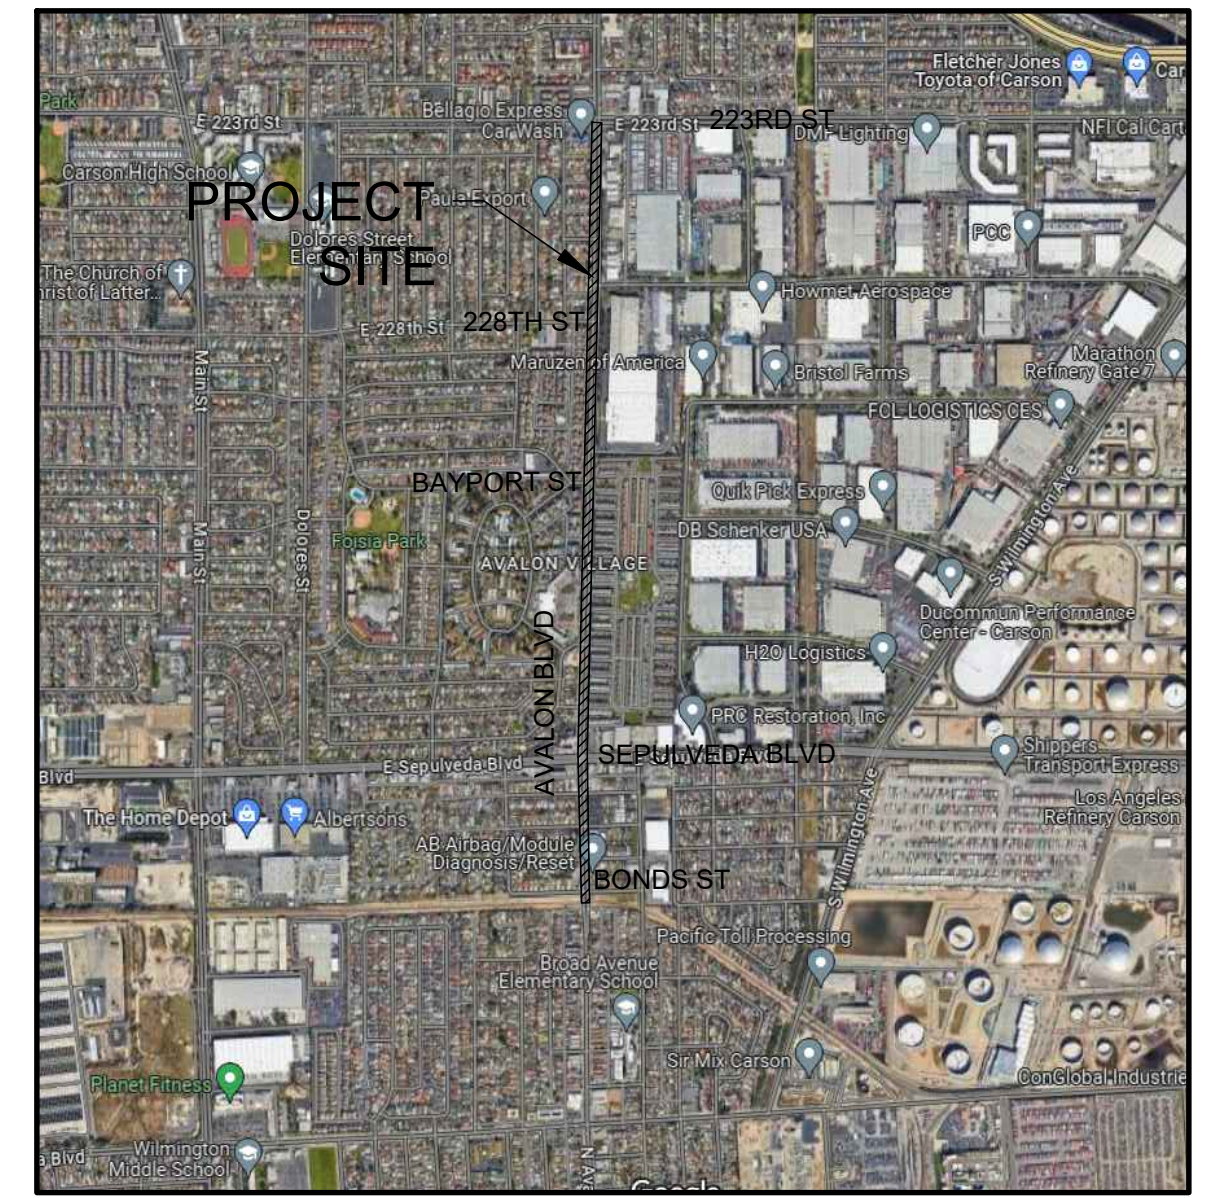 Fletcher Jones
Toyota of Carson
Car
Park
Bellagio Express
Car Wash
E 223rd St
E 223rd St
223RD ST
DMF Lighting
NFI Cal Cart
Carson High School
PROJECT
SITE
Paula Export
PCC
Dolores Street
Elementary School
The Church of
hrist of Latter...
Howmet Aerospace
E 228th St
228TH ST
Maruzen of America
Bristol Farms
Marathon
Refinery Gate 7
Main St
FCL LOGISTICS CES
BAYPORT ST
Quik Pick Express
S Wilmington Ave
Main St
Dolores St
Foisia Park
DB Schenker USA
AVALON VILLAGE
Ducommun Performance
Center - Carson
AVALON BLVD
H2O Logistics
PRC Restoration, Inc
SEPULVEDA BLVD
Shippers
Transport Express
Blvd
E Sepulveda Blvd
The Home Depot
Albertsons
Los Angeles
Refinery Carson
AB Airbag/Module
Diagnosis/Reset
S Wilmington Ave
BONDS ST
Pacific Toll Processing
Broad Avenue
Elementary School
Sir Mix Carson
Planet Fitness
ConGlobal Industrie
Wilmington
Middle School
a Blvd
N Ava
Google